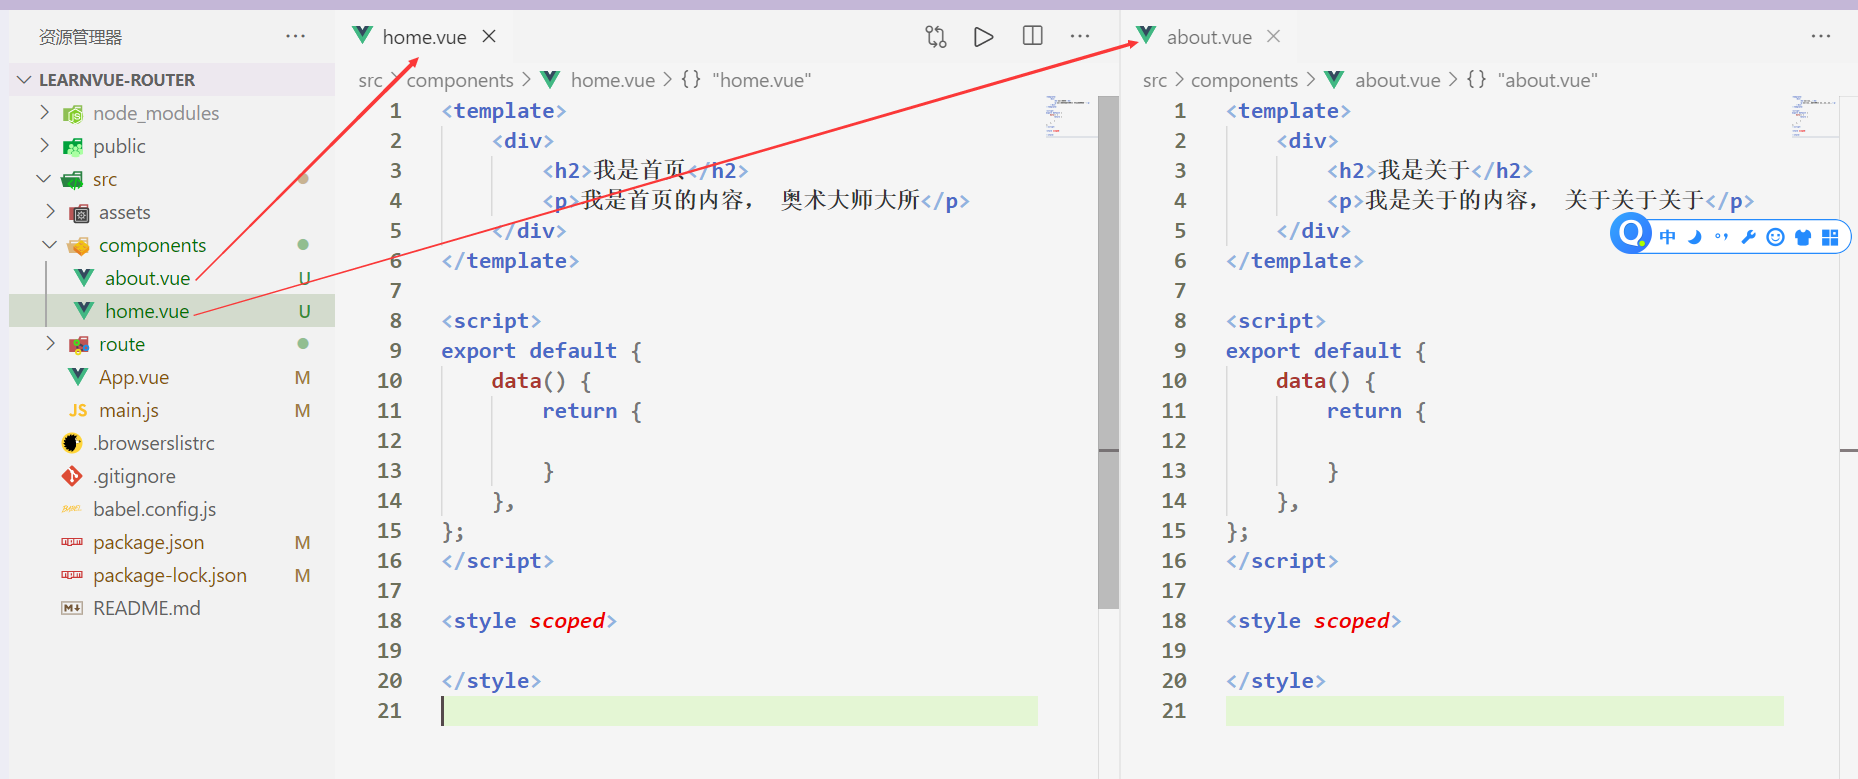 资源管理器 ···
LEARNVUE-ROUTER
node_modules
public
src
assets
components
about.vue U
home.vue U
route
App.vue M
JS main.js M
.browserslistrc
.gitignore
babel.config.js
package.json M
package-lock.json M
README.md
home.vue
src > components > home.vue > {} "home.vue"
1 <template>
2 <div>
3 <h2>我是首页</h2>
4 <p>我是首页的内容， 奥术大师大所</p>
5 </div>
6 </template>
7
8 <script>
9 export default {
10 data() {
11 return {
12
13 }
14 },
15 };
16 </script>
17
18 <style scoped>
19
20 </style>
21
about.vue
src > components > about.vue > {} "about.vue"
1 <template>
2 <div>
3 <h2>我是关于</h2>
4 <p>我是关于的内容， 关于关于关于</p>
5 </div>
6 </template>
7
8 <script>
9 export default {
10 data() {
11 return {
12
13 }
14 },
15 };
16 </script>
17
18 <style scoped>
19
20 </style>
21
中